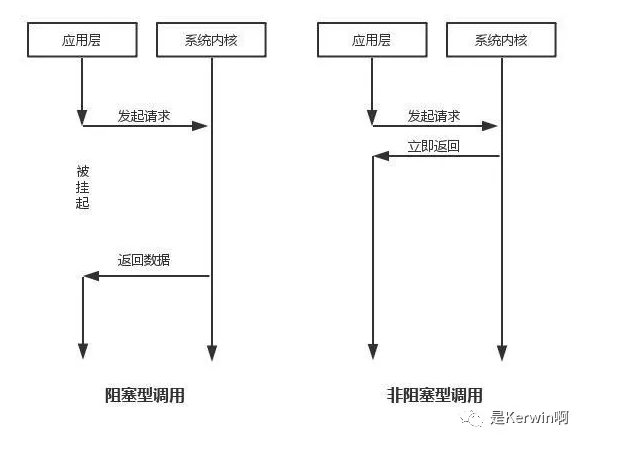 应用层
系统内核
发起请求
被挂起
返回数据
阻塞型调用
应用层
系统内核
发起请求
立即返回
非阻塞型调用
是Kerwin啊